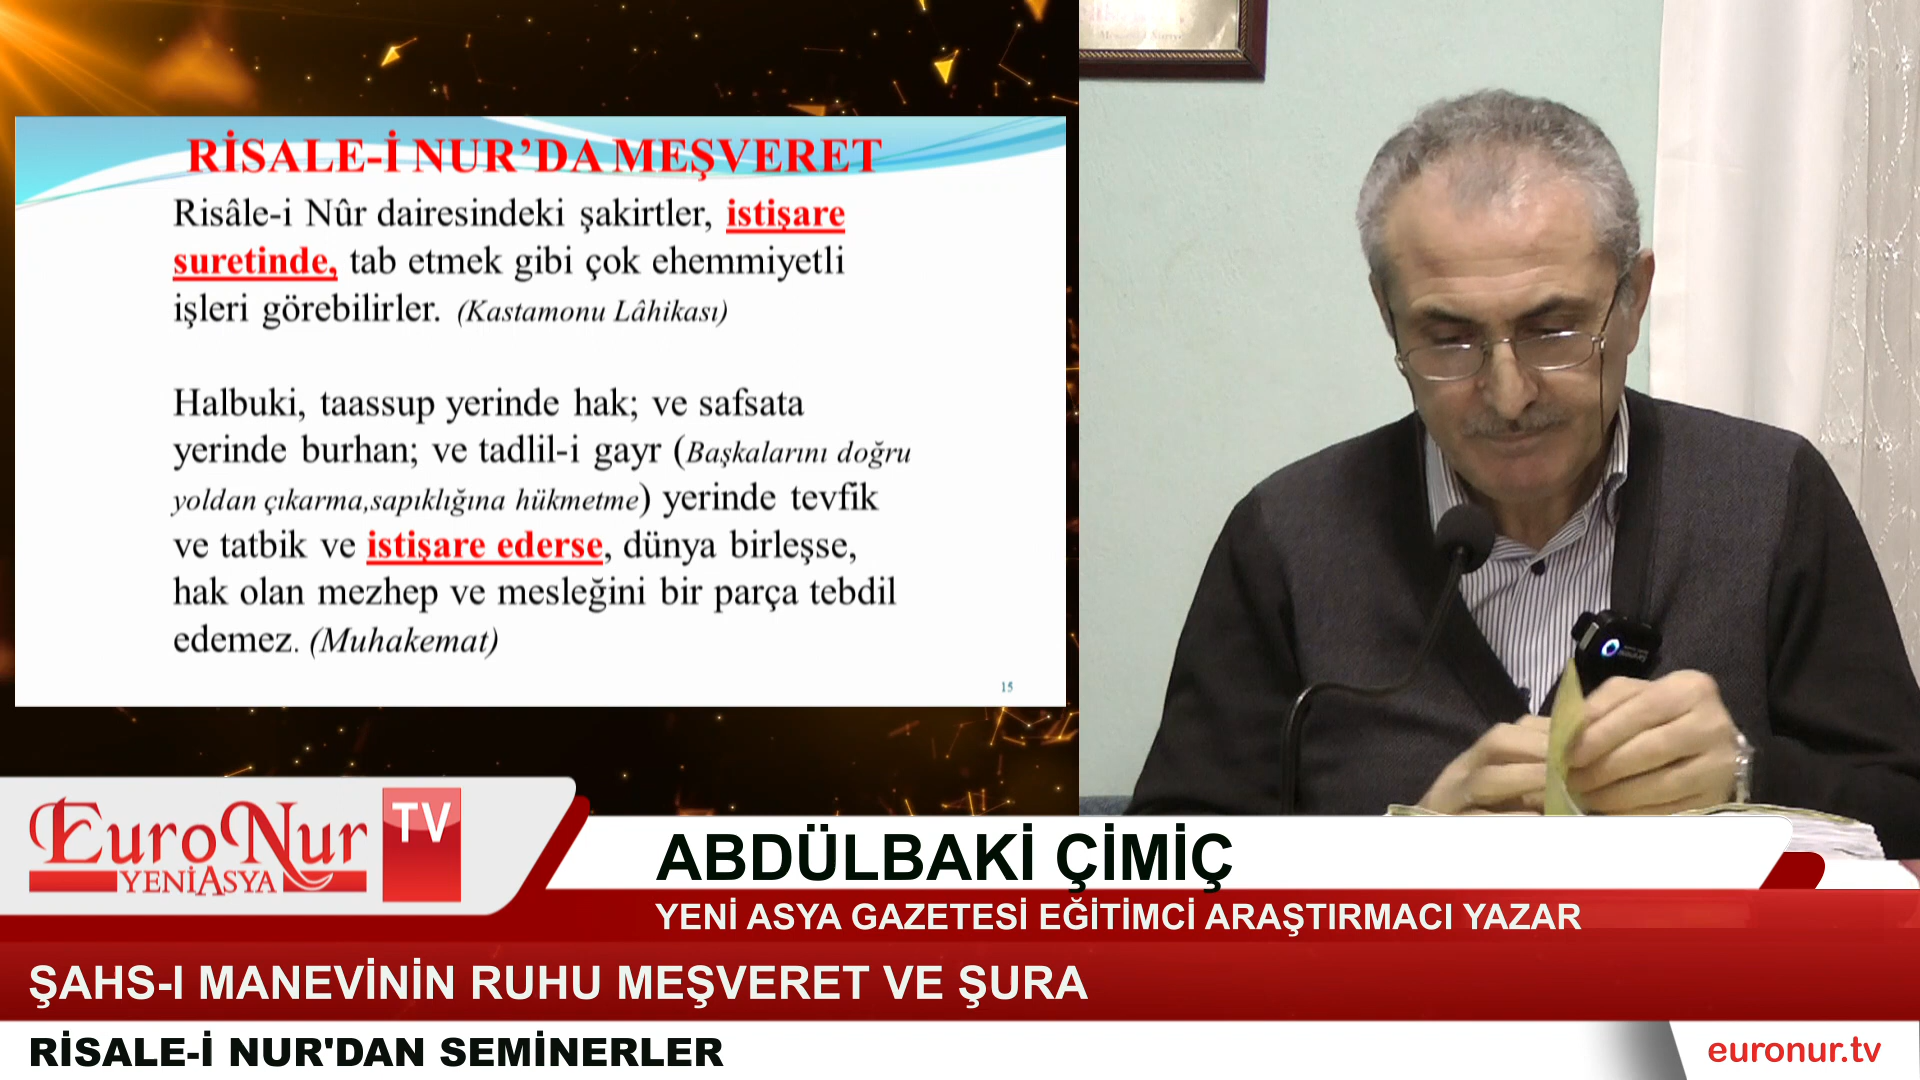 RİSALE-İ NUR’DA MEŞVERET
Risâle-i Nûr dairesindeki şakirtler, istişare
suretinde, tab etmek gibi çok ehemmiyetli
işleri görebilirler. (Kastamonu Lâhikası)
Halbuki, taassup yerinde hak; ve safsata
yerinde burhan; ve tadlil-i gayr (Başkalarını doğru
yoldan çıkarma,sapıklığına hükmetme) yerinde tevfik
ve tatbik ve istişare ederse, dünya birleşse,
hak olan mezhep ve mesleğini bir parça tebdil
edemez. (Muhakemat)
15
EuroNur TV
YENİASYA
ABDÜLBAKİ ÇİMİÇ
YENİ ASYA GAZETESİ EĞİTİMCİ ARAŞTIRMACI YAZAR
ŞAHS-I MANEVİNİN RUHU MEŞVERET VE ŞURA
RİSALE-İ NUR'DAN SEMİNERLER
euronur.tv